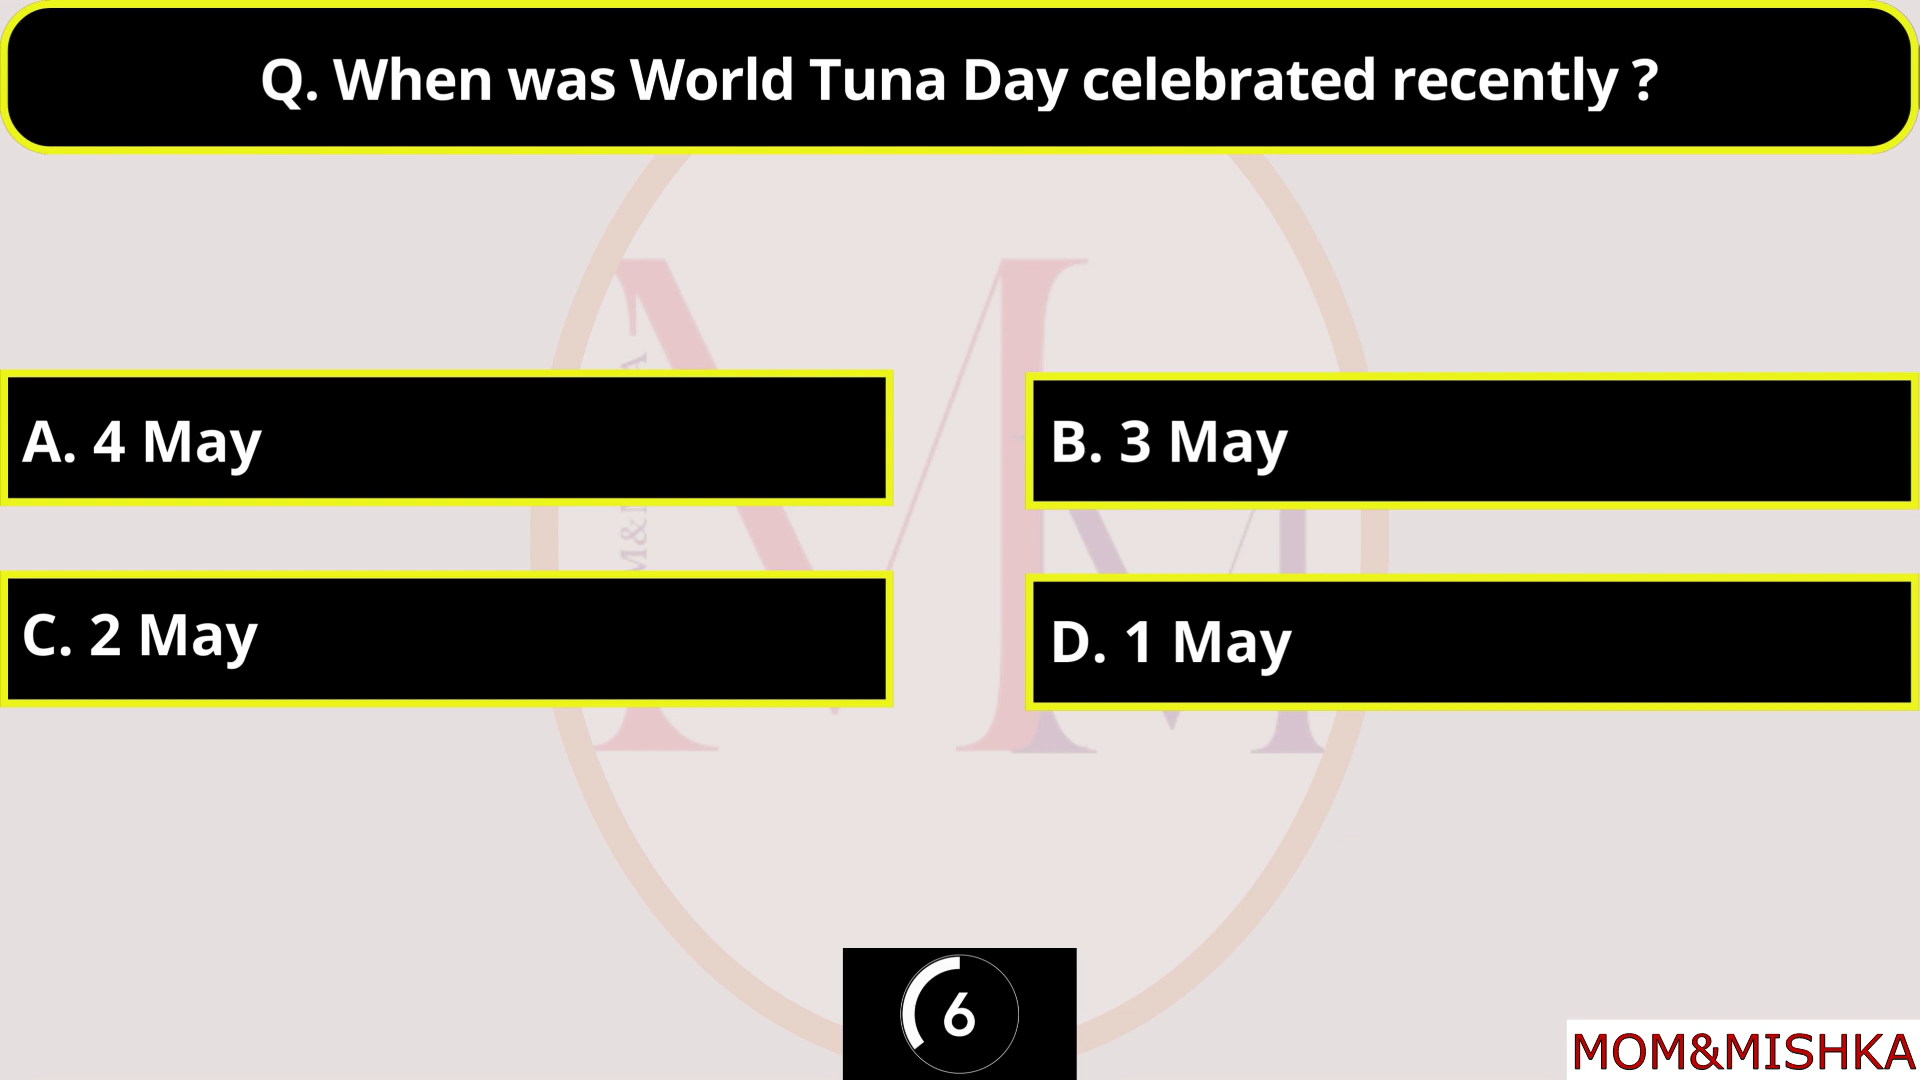 Q. When was World Tuna Day celebrated recently ?
A. 4 May
B. 3 May
C. 2 May
D. 1 May
6
MOM&MISHKA